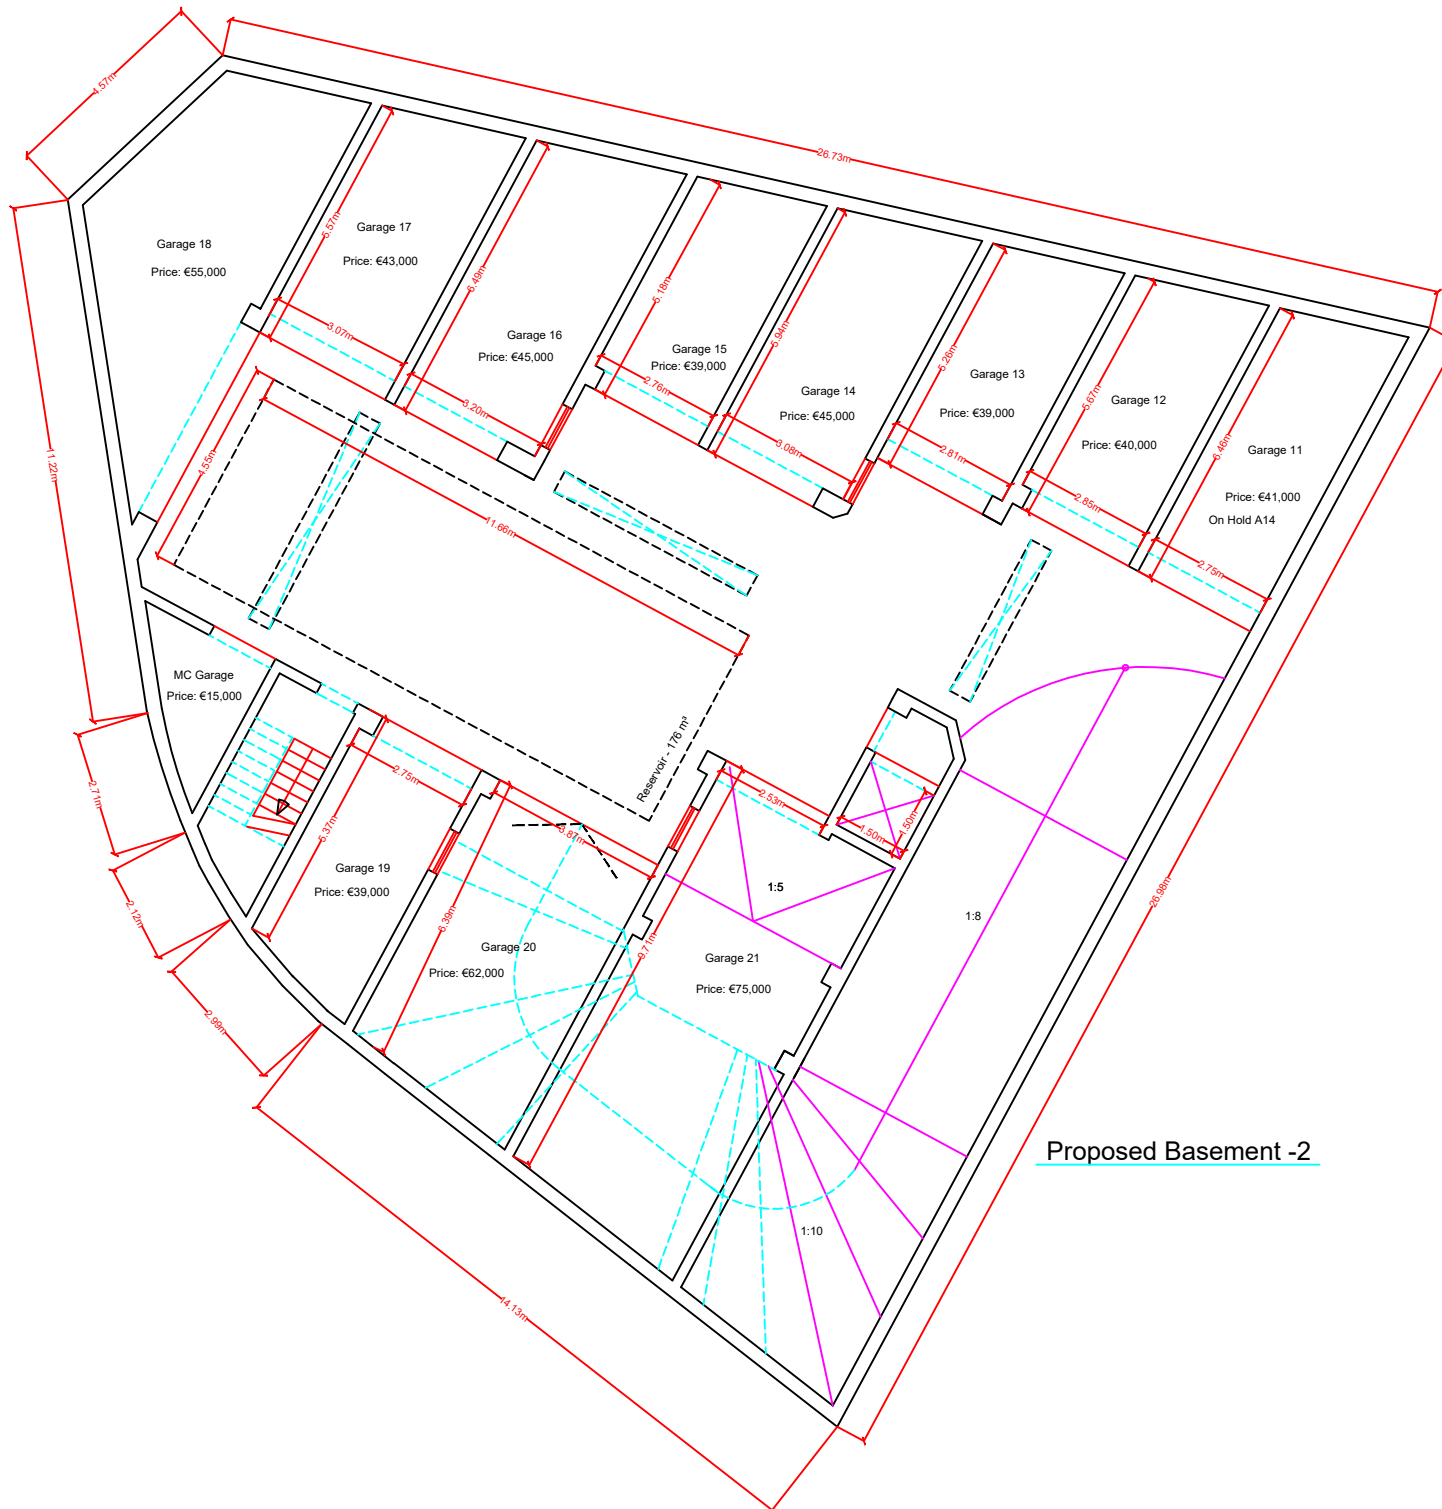 4.57m
26.73m
Garage 18
Price: €55,000
Garage 17
Price: €43,000
5.57m
3.07m
Garage 16
Price: €45,000
5.49m
3.20m
Garage 15
Price: €39,000
5.18m
2.76m
Garage 14
Price: €45,000
5.94m
3.08m
Garage 13
Price: €39,000
5.26m
2.81m
Garage 12
Price: €40,000
5.67m
2.85m
Garage 11
Price: €41,000
On Hold A14
6.46m
2.75m
11.22m
4.55m
11.66m
Reservoir - 176 m³
MC Garage
Price: €15,000
2.71m
2.12m
2.99m
2.75m
5.37m
Garage 19
Price: €39,000
3.87m
6.39m
Garage 20
Price: €62,000
2.53m
9.71m
1:5
Garage 21
Price: €75,000
1.50m
1.50m
1:8
26.98m
1:10
14.13m
Proposed Basement -2